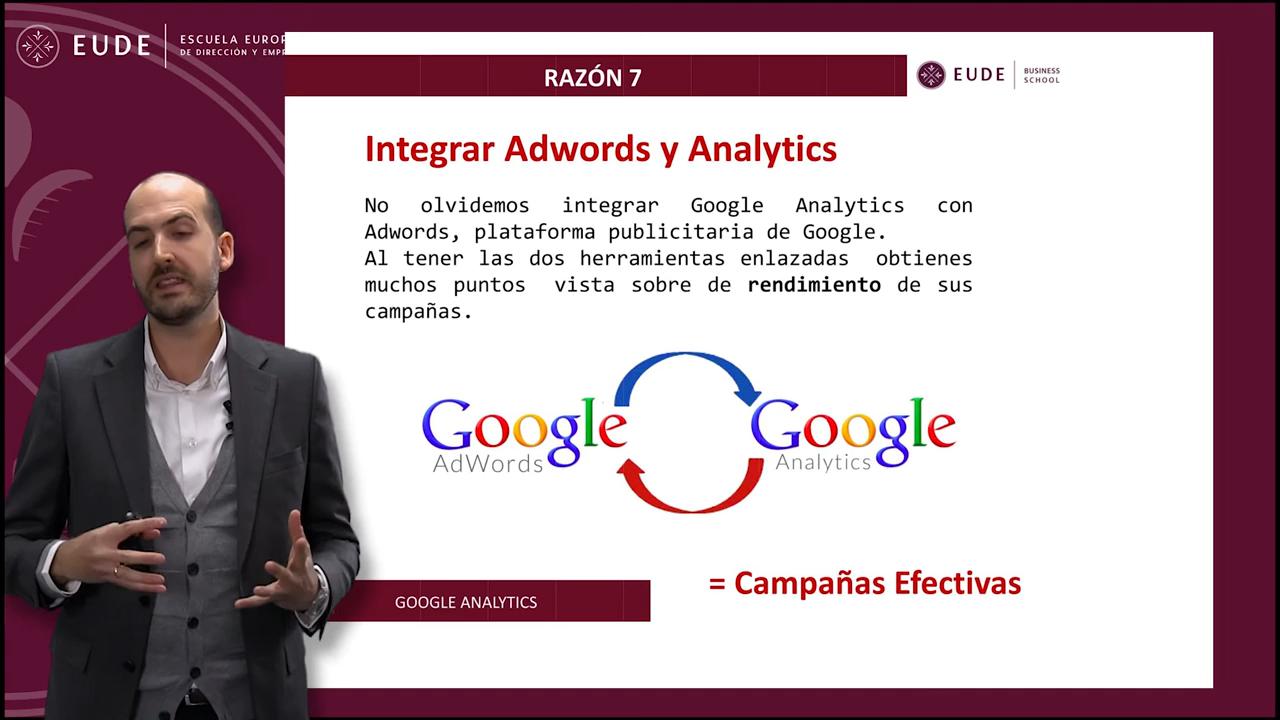 EUDE
ESCUELA EUROP
DE DIRECCIÓN Y EMPR
RAZÓN 7
EUDE
BUSINESS
SCHOOL
Integrar Adwords y Analytics
No olvidemos integrar Google Analytics con
Adwords, plataforma publicitaria de Google.
Al tener las dos herramientas enlazadas obtienes
muchos puntos vista sobre de rendimiento de sus
campañas.
Google
AdWords
Google
Analytics
= Campañas Efectivas
GOOGLE ANALYTICS